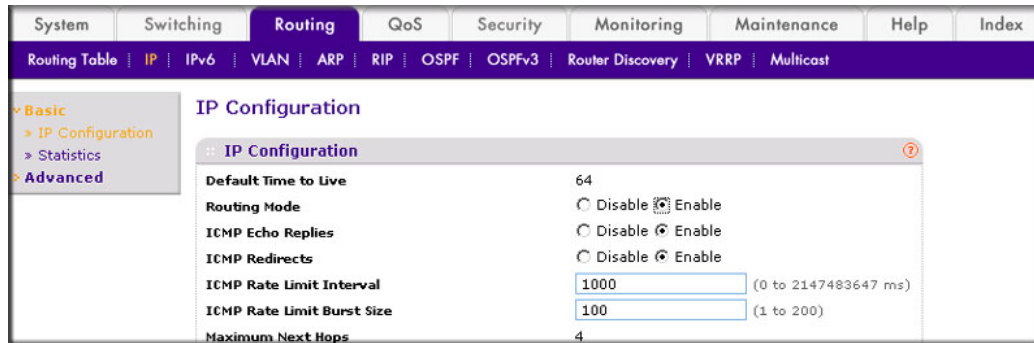 System Switching Routing QoS Security Monitoring Maintenance Help Index
Routing Table IP IPv6 VLAN ARP RIP OSPF OSPFv3 Router Discovery VRRP Multicast
Basic
» IP Configuration
» Statistics
Advanced
IP Configuration
:: IP Configuration ?
Default Time to Live 64
Routing Mode Disable Enable
ICMP Echo Replies Disable Enable
ICMP Redirects Disable Enable
ICMP Rate Limit Interval 1000 (0 to 2147483647 ms)
ICMP Rate Limit Burst Size 100 (1 to 200)
Maximum Next Hops 4